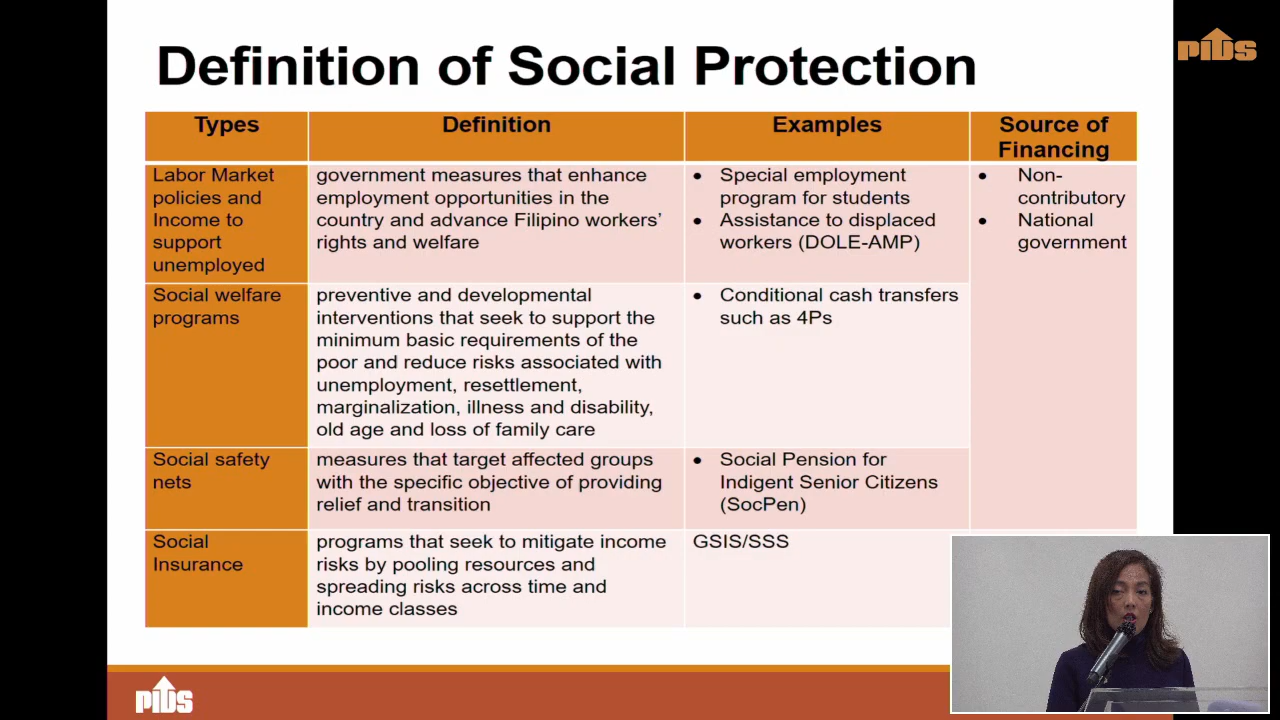 Definition of Social Protection
PIDS
Types
Definition
Examples
Source of
Financing
Labor Market
policies and
Income to
support
unemployed
government measures that enhance
employment opportunities in the
country and advance Filipino workers’
rights and welfare
• Special employment
program for students
• Assistance to displaced
workers (DOLE-AMP)
• Non-
contributory
• National
government
Social welfare
programs
preventive and developmental
interventions that seek to support the
minimum basic requirements of the
poor and reduce risks associated with
unemployment, resettlement,
marginalization, illness and disability,
old age and loss of family care
• Conditional cash transfers
such as 4Ps
Social safety
nets
measures that target affected groups
with the specific objective of providing
relief and transition
• Social Pension for
Indigent Senior Citizens
(SocPen)
Social
Insurance
programs that seek to mitigate income
risks by pooling resources and
spreading risks across time and
income classes
GSIS/SSS
PIDS